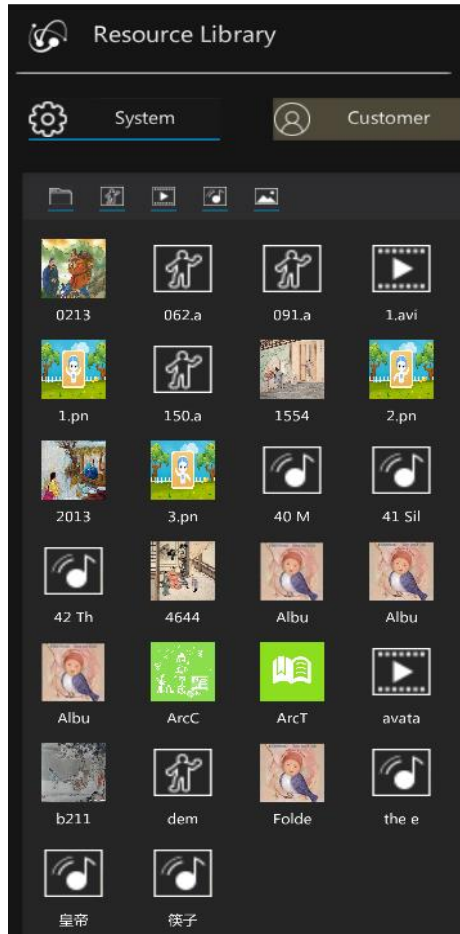 Resource Library
System Customer
0213 062.a 091.a 1.avi
1.pn 150.a 1554 2.pn
2013 3.pn 40 M 41 Sil
42 Th 4644 Albu Albu
Albu ArcC ArcT avata
b211 dem Folde the e
皇帝 筷子